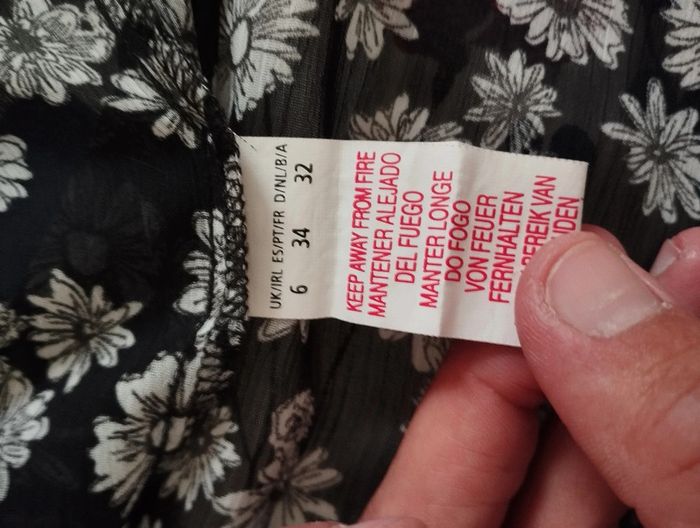 UK/IRL ES/PT/FR D/NL/B/A
6 34 32
KEEP AWAY FROM FIRE
MANTENER ALEJADO
DEL FUEGO
MANTER LONGE
DO FOGO
VON FEUER
FERNHALTEN
VAN